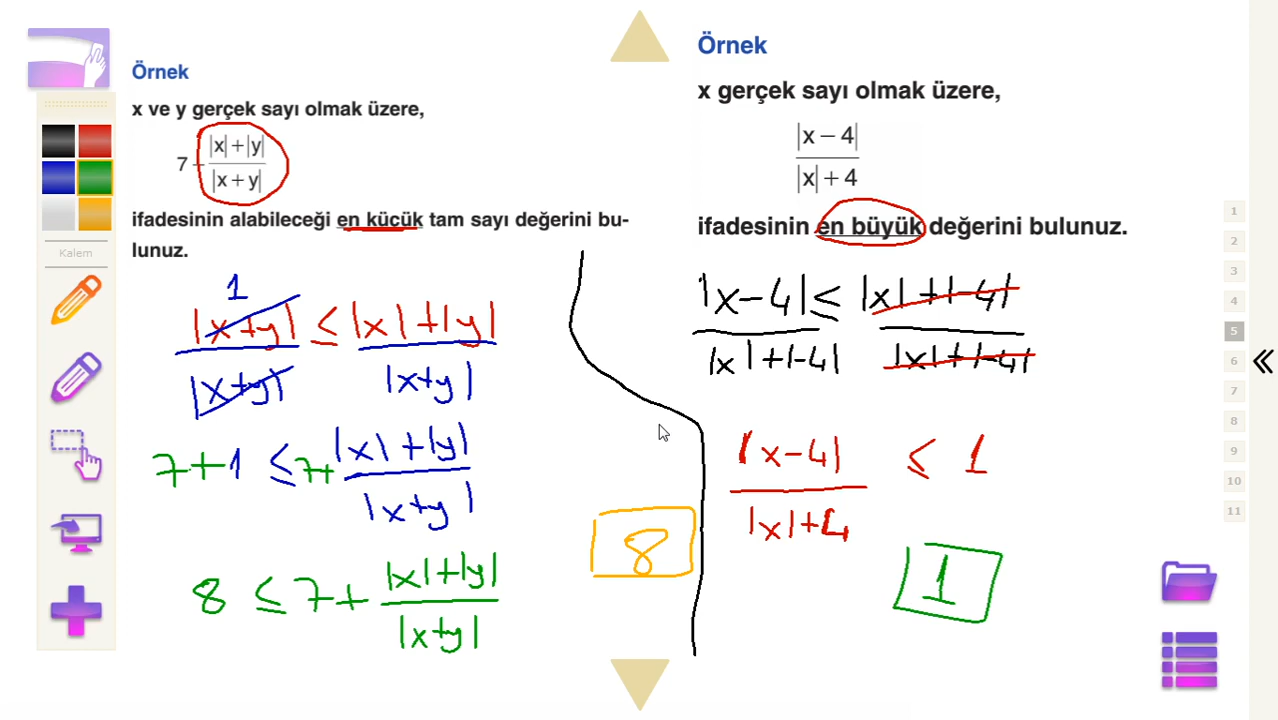 Örnek
x ve y gerçek sayı olmak üzere,
7 + |x| + |y| / |x + y|
ifadesinin alabileceği en küçük tam sayı değerini bu-
lunuz.
1
|x+y| ≤ |x| + |y|
|x+y| |x+y|
7+1 ≤ 7+ |x| + |y| / |x+y|
8 ≤ 7 + |x| + |y| / |x+y|
8
Örnek
x gerçek sayı olmak üzere,
|x − 4| / |x| + 4
ifadesinin en büyük değerini bulunuz.
|x−4| ≤ |x| + |-4|
|x| + |-4| |x| + |-4|
|x−4| / |x|+4 ≤ 1
1
Kalem
1
2
3
4
5
6
7
8
9
10
11